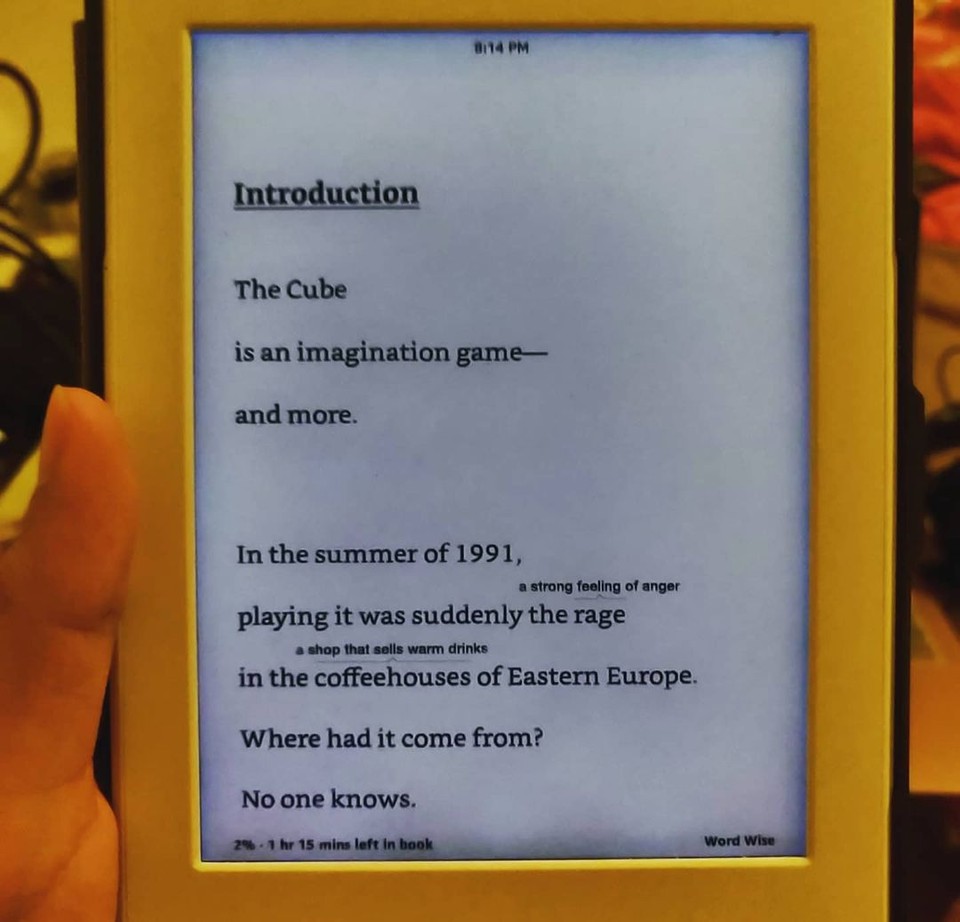 8:14 PM
Introduction
The Cube
is an imagination game—
and more.
In the summer of 1991,
a strong feeling of anger
playing it was suddenly the rage
a shop that sells warm drinks
in the coffeehouses of Eastern Europe.
Where had it come from?
No one knows.
2% · 1 hr 15 mins left in book
Word Wise